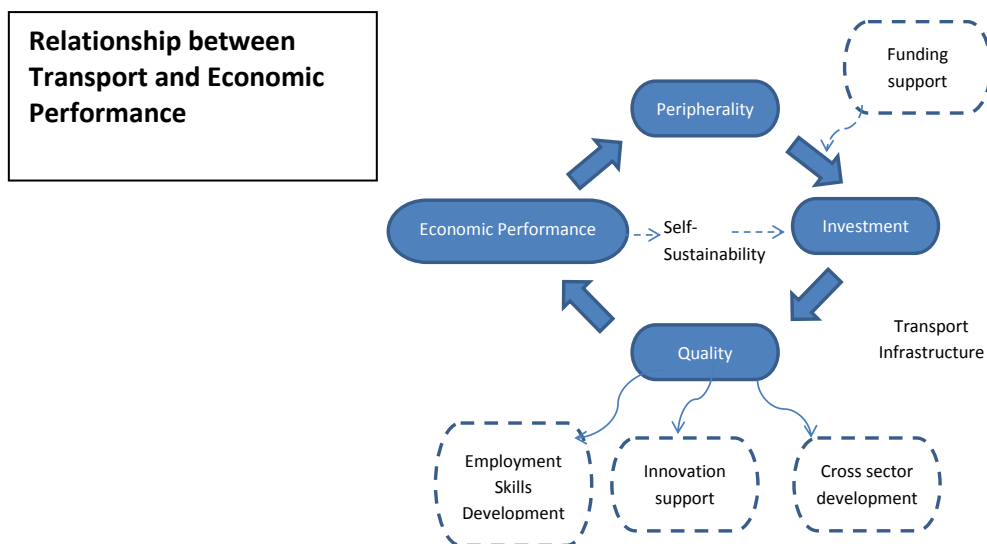 Relationship between
Transport and Economic
Performance
Funding
support
Peripherality
Economic Performance
Self-
Sustainability
Investment
Transport
Infrastructure
Quality
Employment
Skills
Development
Innovation
support
Cross sector
development